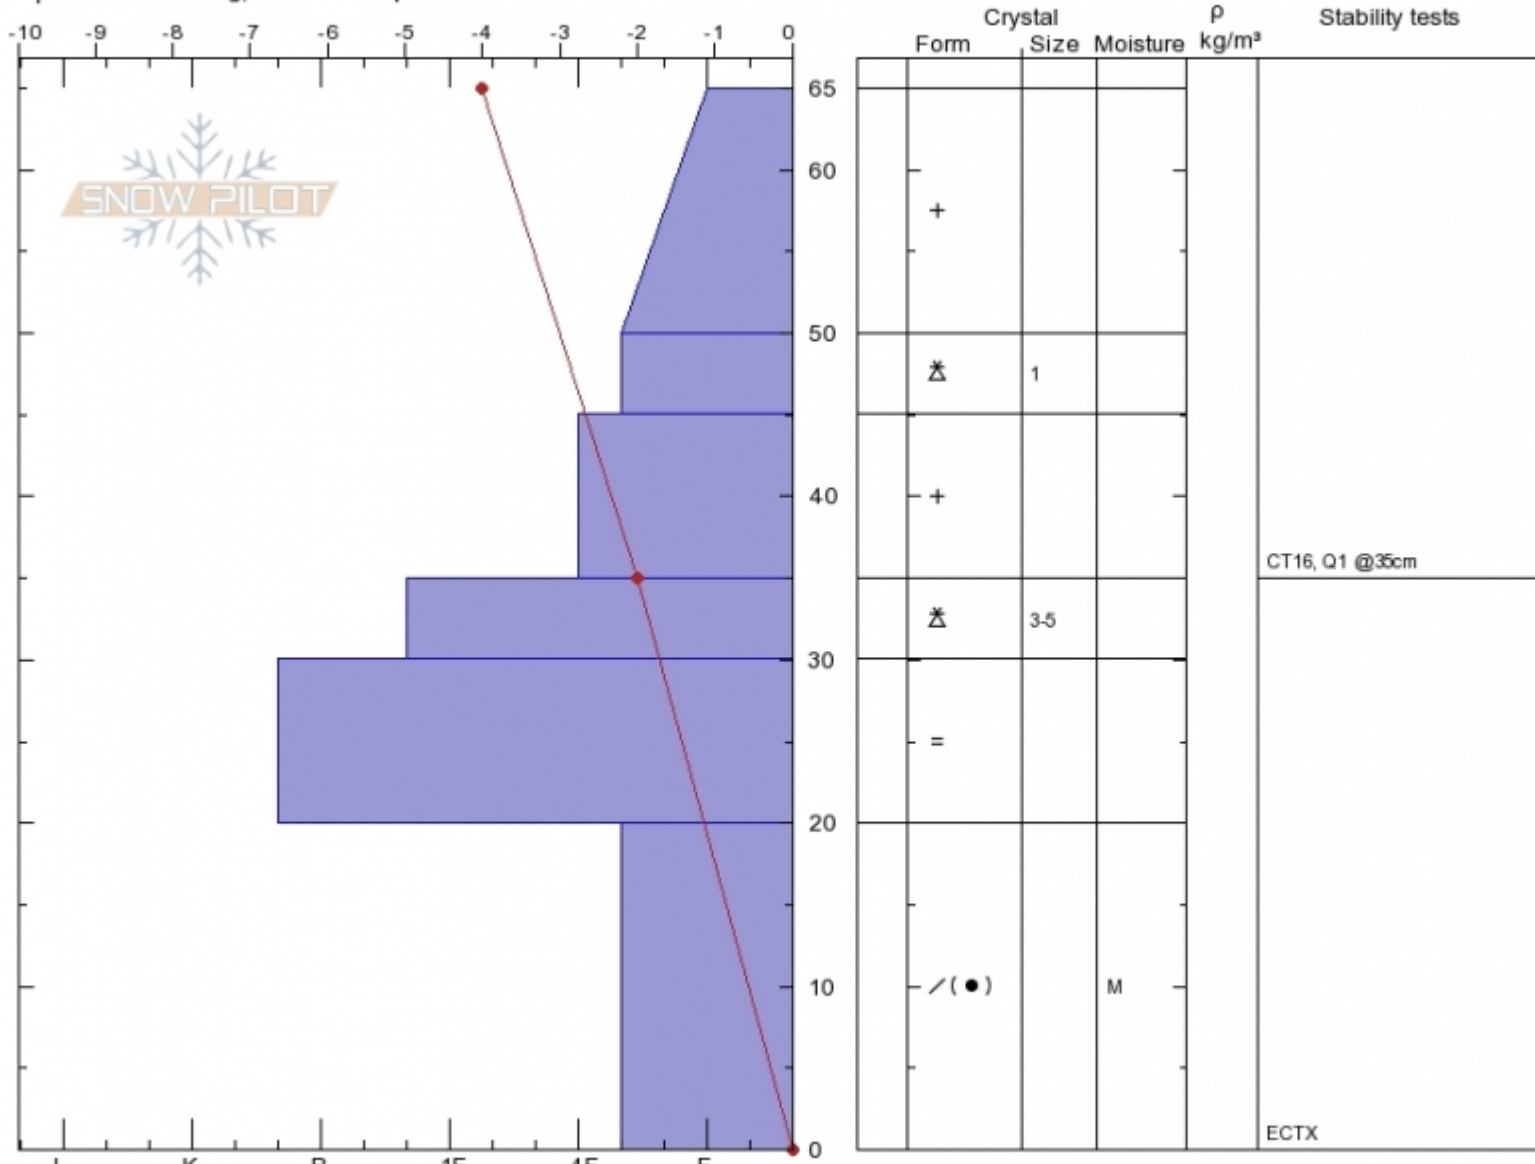 -10 -9 -8 -7 -6 -5 -4 -3 -2 -1 0
Crystal ρ Stability tests
Form Size Moisture kg/m³
65
SNOW PILOT
60
+
50
1
40 +
CT16, Q1 @35cm
3-5
30
=
20
10 / ( ● ) M
ECTX
0